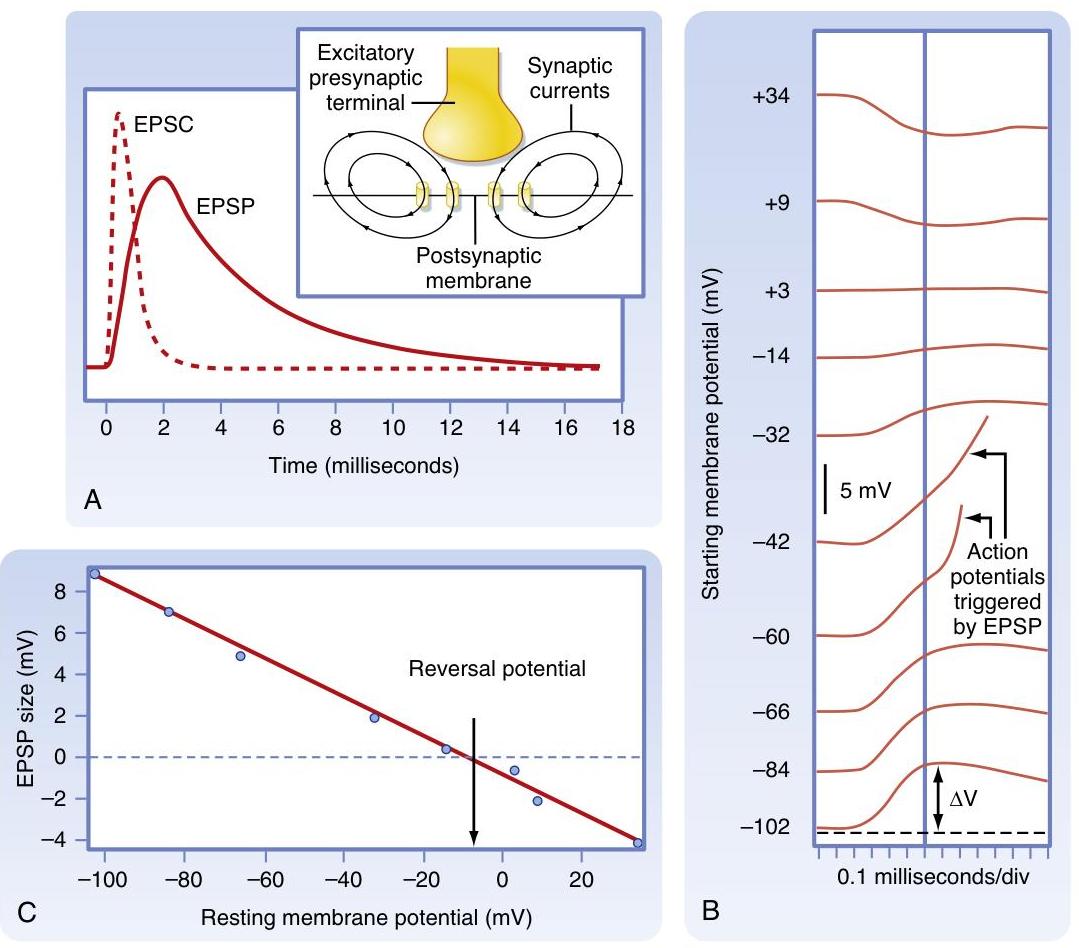 Excitatory
presynaptic
terminal
Synaptic
currents
Postsynaptic
membrane
EPSC
EPSP
0 2 4 6 8 10 12 14 16 18
Time (milliseconds)
A
Starting membrane potential (mV)
+34
+9
+3
–14
–32
5 mV
–42
Action
potentials
triggered
by EPSP
–60
–66
–84
ΔV
–102
0.1 milliseconds/div
B
EPSP size (mV)
8
6
4
2
0
–2
–4
Reversal potential
–100 –80 –60 –40 –20 0 20
Resting membrane potential (mV)
C